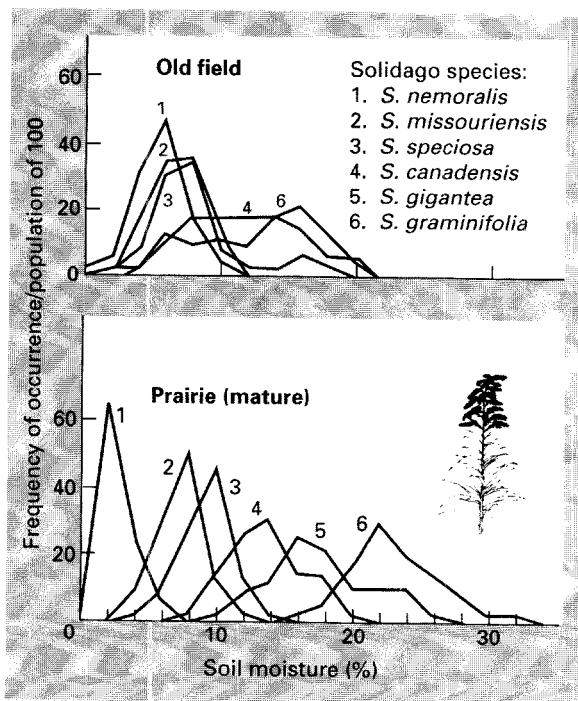 Frequency of occurrence/population of 100
Old field
Solidago species:
1. S. nemoralis
2. S. missouriensis
3. S. speciosa
4. S. canadensis
5. S. gigantea
6. S. graminifolia
60
40
20
0
1
2
3
4
6
Prairie (mature)
60
40
20
0
1
2
3
4
5
6
10
20
30
Soil moisture (%)